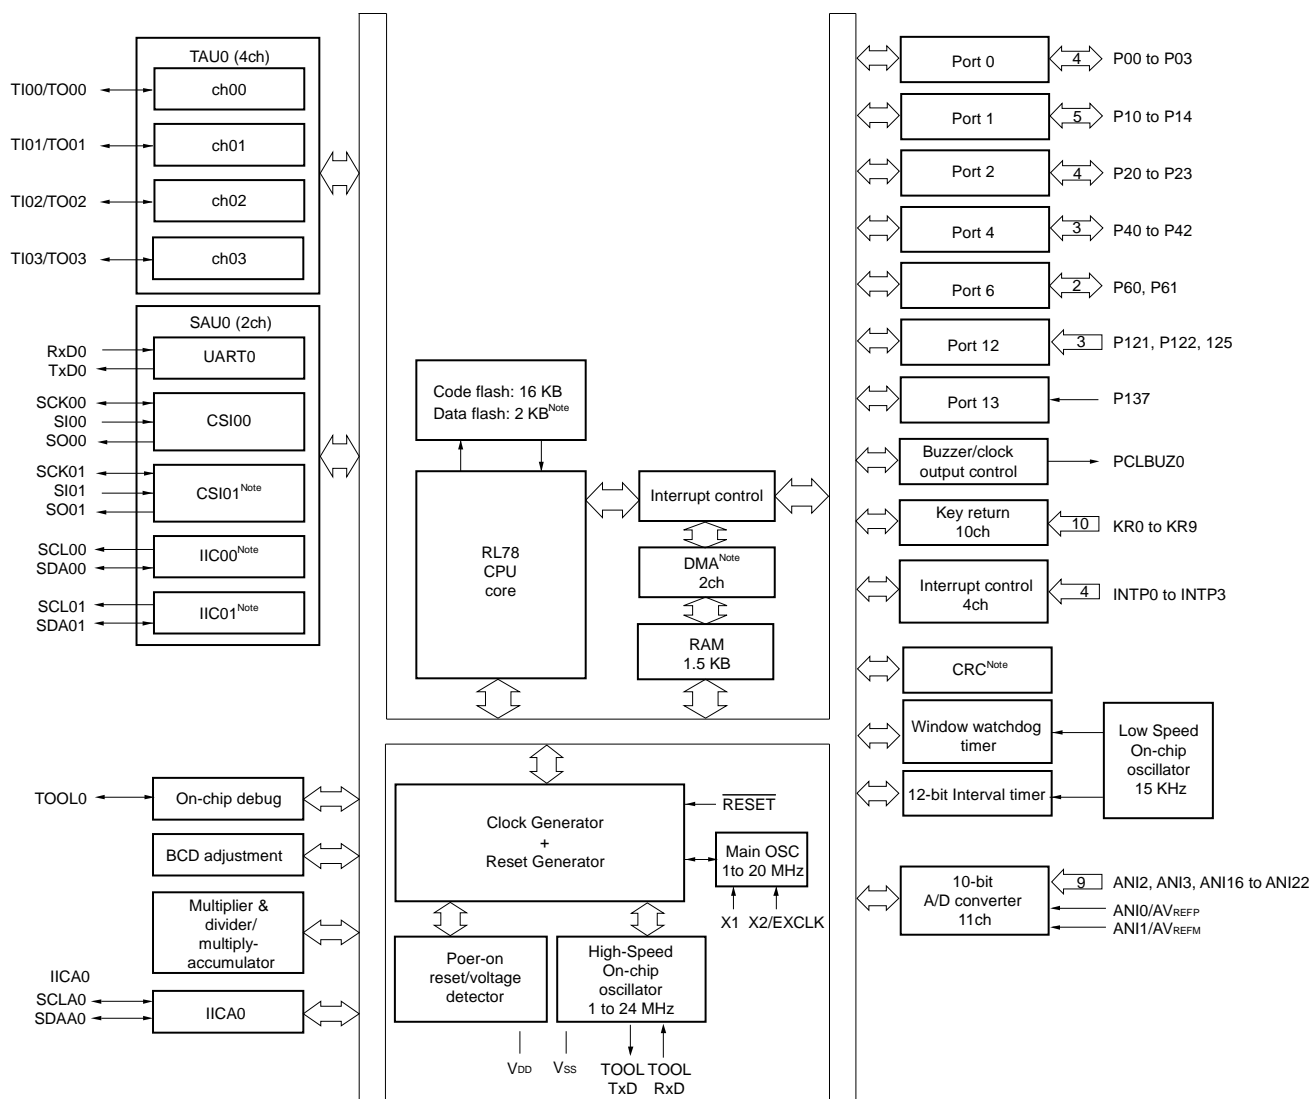 TAU0 (4ch)
TI00/TO00
ch00
TI01/TO01
ch01
TI02/TO02
ch02
TI03/TO03
ch03
SAU0 (2ch)
RxD0
TxD0
UART0
SCK00
SI00
SO00
CSI00
SCK01
SI01
SO01
CSI01Note
SCL00
SDA00
IIC00Note
SCL01
SDA01
IIC01Note
TOOL0
On-chip debug
BCD adjustment
Multiplier &
divider/
multiply-
accumulator
IICA0
SCLA0
SDAA0
IICA0
Code flash: 16 KB
Data flash: 2 KBNote
RL78
CPU
core
Interrupt control
DMANote
2ch
RAM
1.5 KB
Clock Generator
+
Reset Generator
RESET
Main OSC
1to 20 MHz
X1 X2/EXCLK
Poer-on
reset/voltage
detector
High-Speed
On-chip
oscillator
1 to 24 MHz
VDD
VSS
TOOL
TxD
TOOL
RxD
Port 0
4
P00 to P03
Port 1
5
P10 to P14
Port 2
4
P20 to P23
Port 4
3
P40 to P42
Port 6
2
P60, P61
Port 12
3
P121, P122, 125
Port 13
P137
Buzzer/clock
output control
PCLBUZ0
Key return
10ch
10
KR0 to KR9
Interrupt control
4ch
4
INTP0 to INTP3
CRCNote
Window watchdog
timer
12-bit Interval timer
Low Speed
On-chip
oscillator
15 KHz
10-bit
A/D converter
11ch
9
ANI2, ANI3, ANI16 to ANI22
ANI0/AVREFP
ANI1/AVREFM